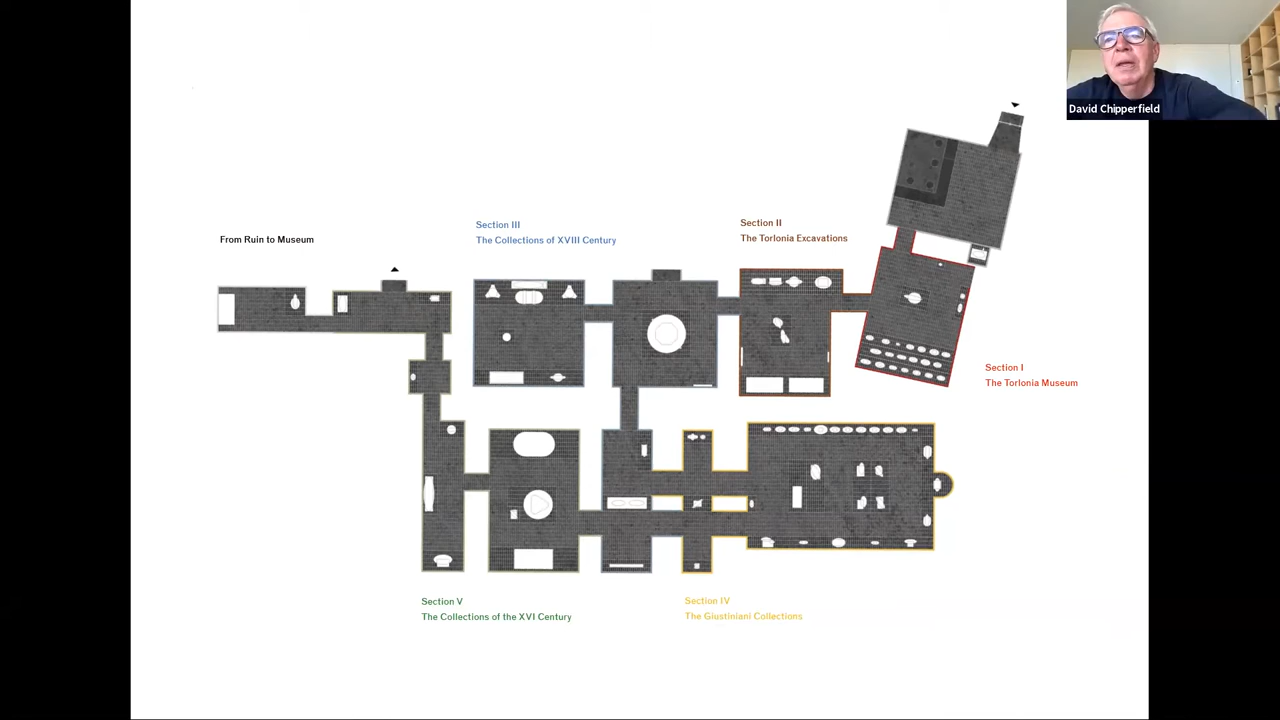 David Chipperfield
Section II
The Torlonia Excavations
Section III
The Collections of XVIII Century
From Ruin to Museum
Section I
The Torlonia Museum
Section V
The Collections of the XVI Century
Section IV
The Giustiniani Collections